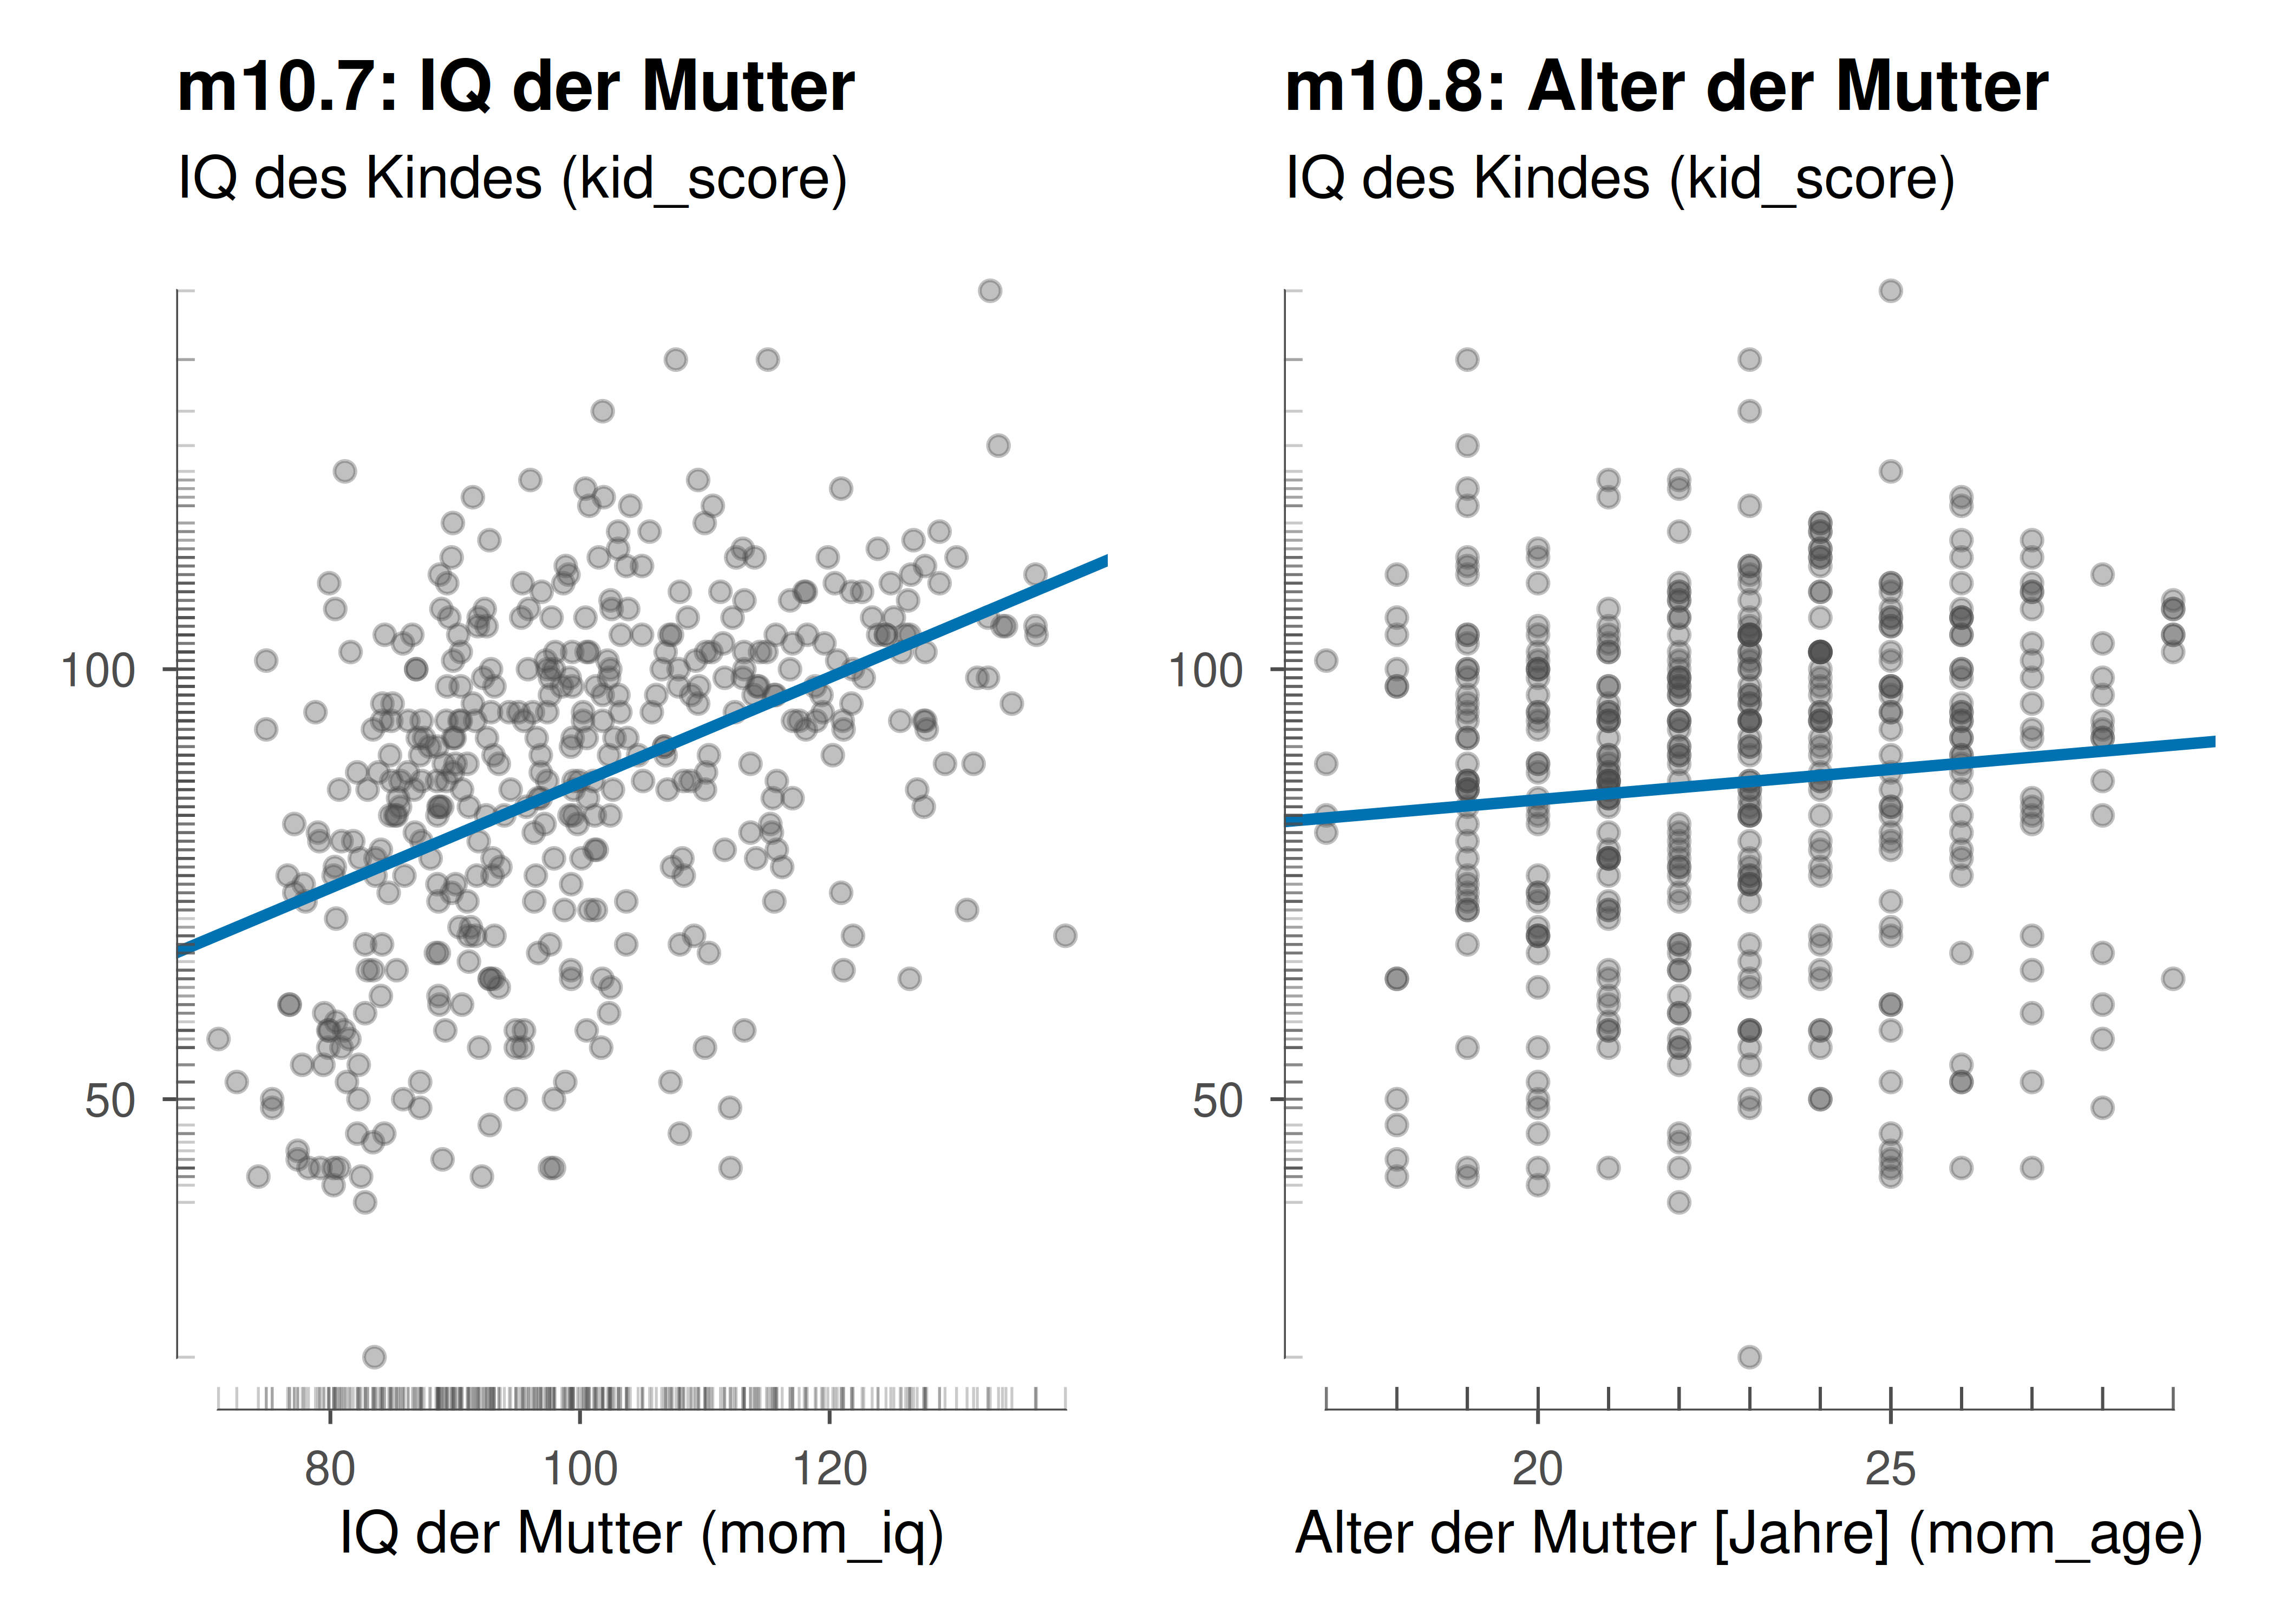 m10.7: IQ der Mutter
IQ des Kindes (kid_score)
100
50
80 100 120
IQ der Mutter (mom_iq)
m10.8: Alter der Mutter
IQ des Kindes (kid_score)
100
50
20 25
Alter der Mutter [Jahre] (mom_age)